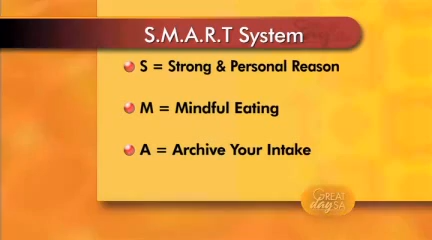 S.M.A.R.T System
S = Strong & Personal Reason
M = Mindful Eating
A = Archive Your Intake
GREAT
day SA